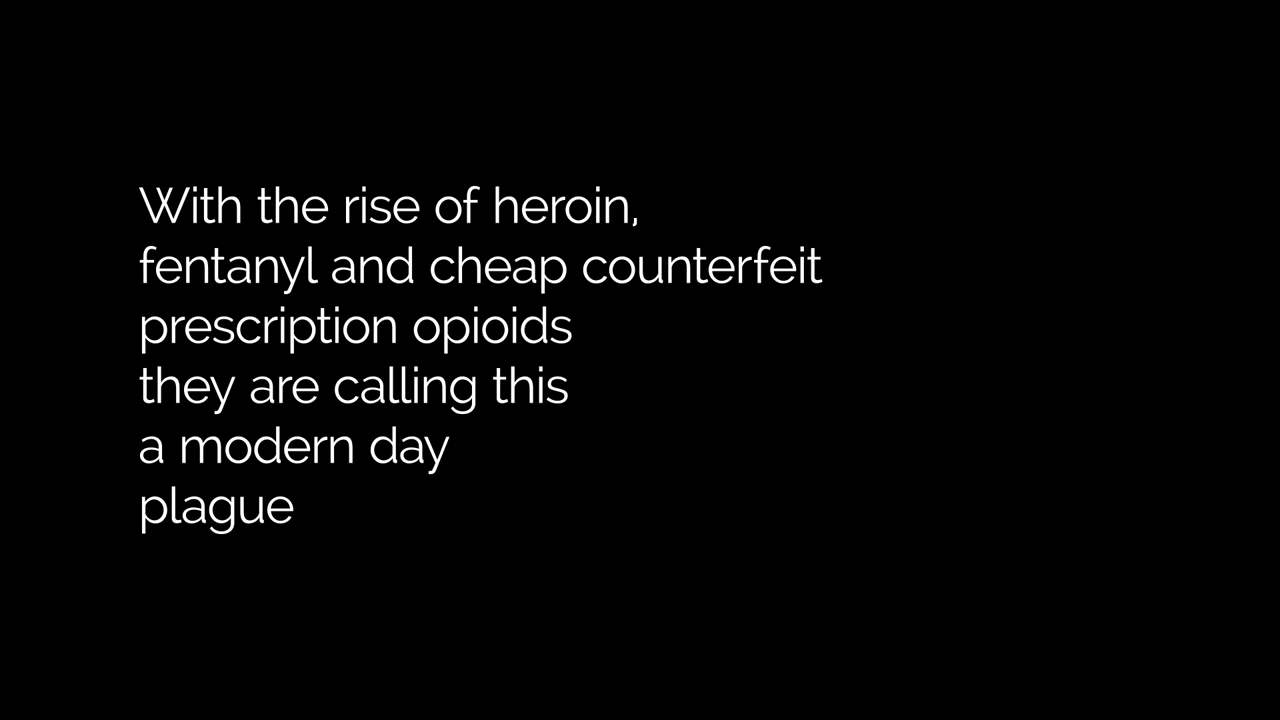 With the rise of heroin,
fentanyl and cheap counterfeit
prescription opioids
they are calling this
a modern day
plague